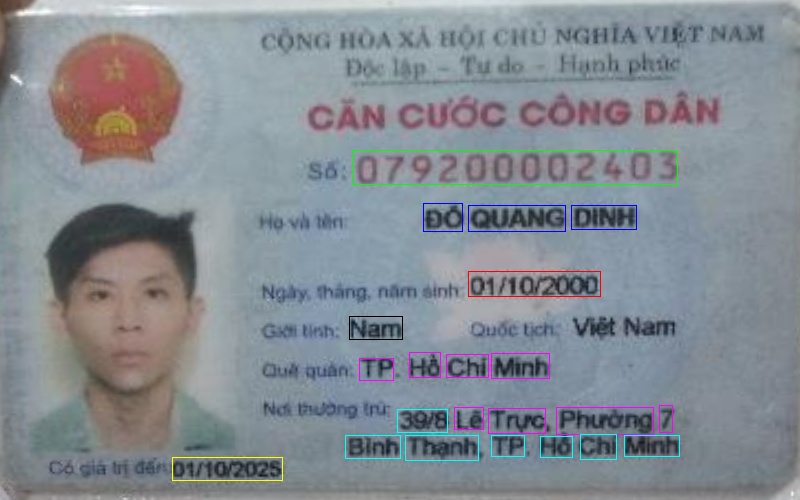 CỘNG HÒA XÃ HỘI CHỦ NGHĨA VIỆT NAM
Độc lập - Tự do - Hạnh phúc
CĂN CƯỚC CÔNG DÂN
Số: 079200002403
Họ và tên: ĐỖ QUANG DINH
Ngày, tháng, năm sinh: 01/10/2000
Giới tính: Nam Quốc tịch: Việt Nam
Quê quán: TP. Hồ Chí Minh
Nơi thường trú: 39/8 Lê Trực, Phường 7
Bình Thạnh, TP. Hồ Chí Minh
Có giá trị đến: 01/10/2025